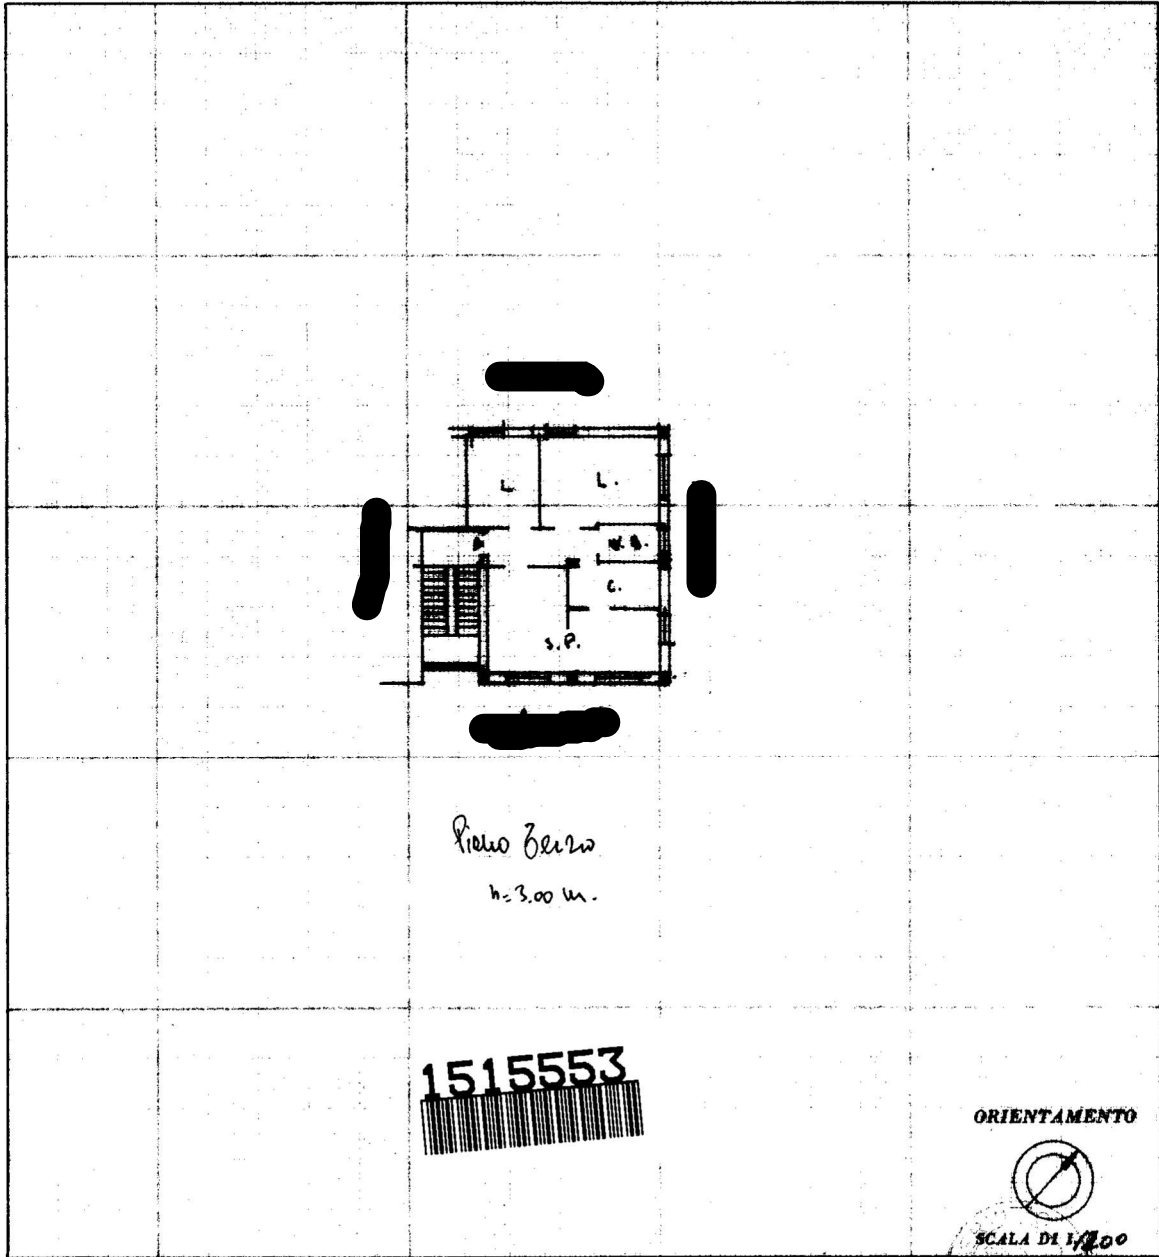 L.
L.
W.B.
C.
S.P.
Piano Terzo
h=3.00 m.
1515553
ORIENTAMENTO
SCALA DI 1/200